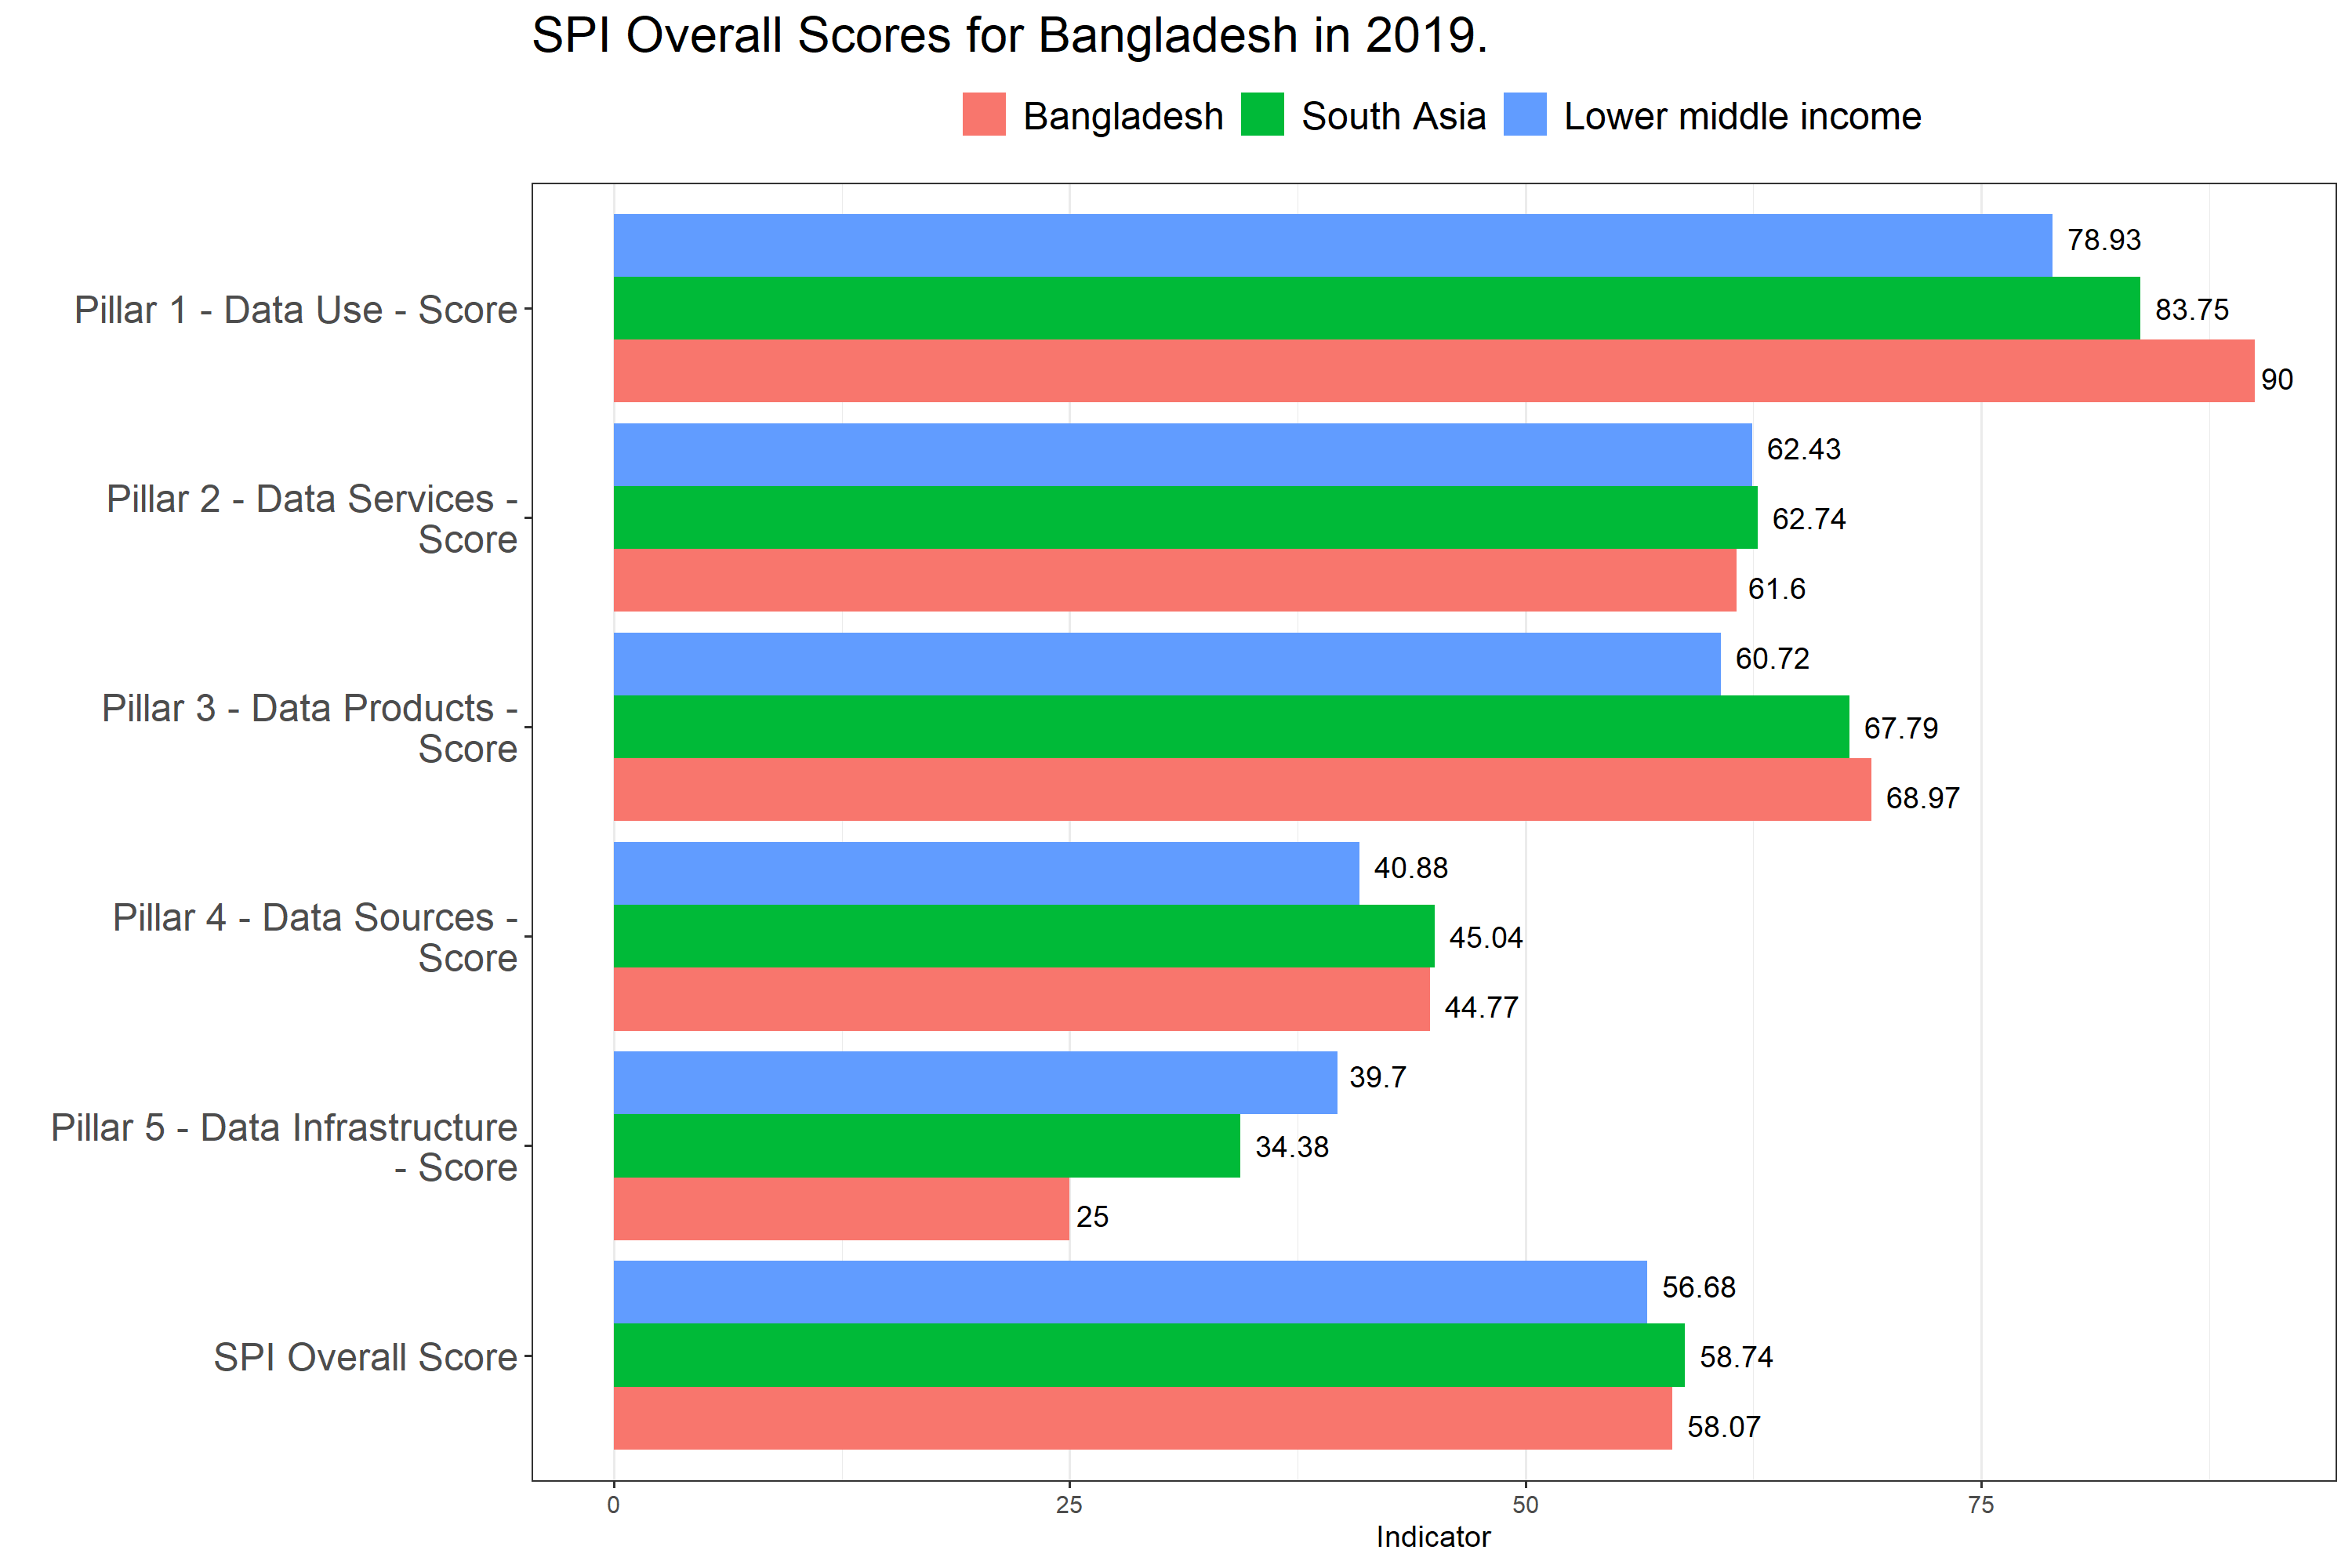 SPI Overall Scores for Bangladesh in 2019.
Bangladesh South Asia Lower middle income
Pillar 1 - Data Use - Score
78.93
83.75
90
Pillar 2 - Data Services -
Score
62.43
62.74
61.6
Pillar 3 - Data Products -
Score
60.72
67.79
68.97
Pillar 4 - Data Sources -
Score
40.88
45.04
44.77
Pillar 5 - Data Infrastructure
- Score
39.7
34.38
25
SPI Overall Score
56.68
58.74
58.07
0 25 50 75
Indicator